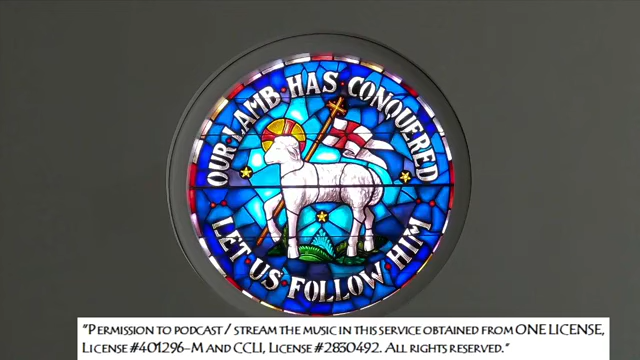 OUR LAMB HAS CONQUERED
LET US FOLLOW HIM
"Permission to podcast / stream the music in this service obtained from ONE LICENSE,
License #401296-M and CCLI, License #2830492. All rights reserved."